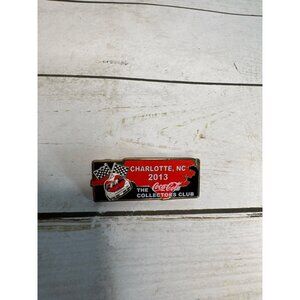 CHARLOTTE, NC
2013
THE Coca-Cola
COLLECTORS CLUB